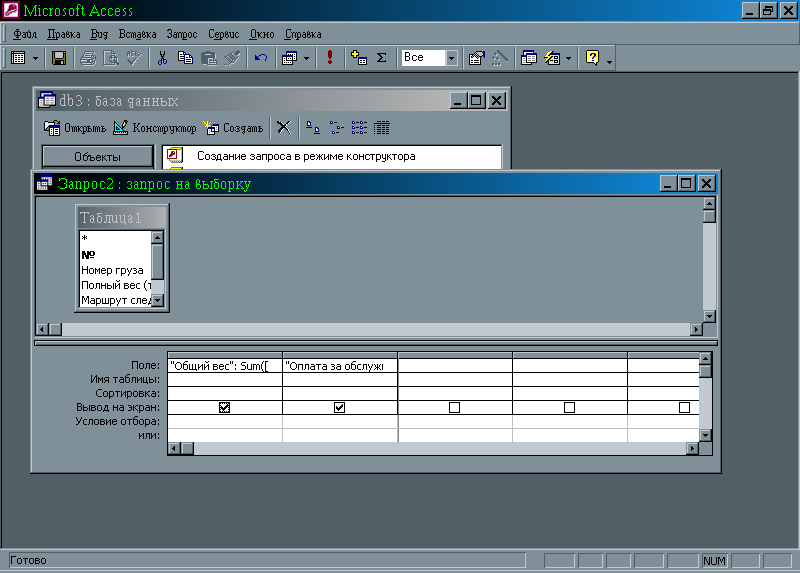 Microsoft Access
Файл Правка Вид Вставка Запрос Сервис Окно Справка
Все
db3 : база данных
Открыть Конструктор Создать
Объекты
Создание запроса в режиме конструктора
Запрос2 : запрос на выборку
Таблица1
*
№
Номер груза
Полный вес (т
Маршрут след
Поле: "Общий вес": Sum([ "Оплата за обслужи
Имя таблицы:
Сортировка:
Вывод на экран:
Условие отбора:
или:
Готово NUM